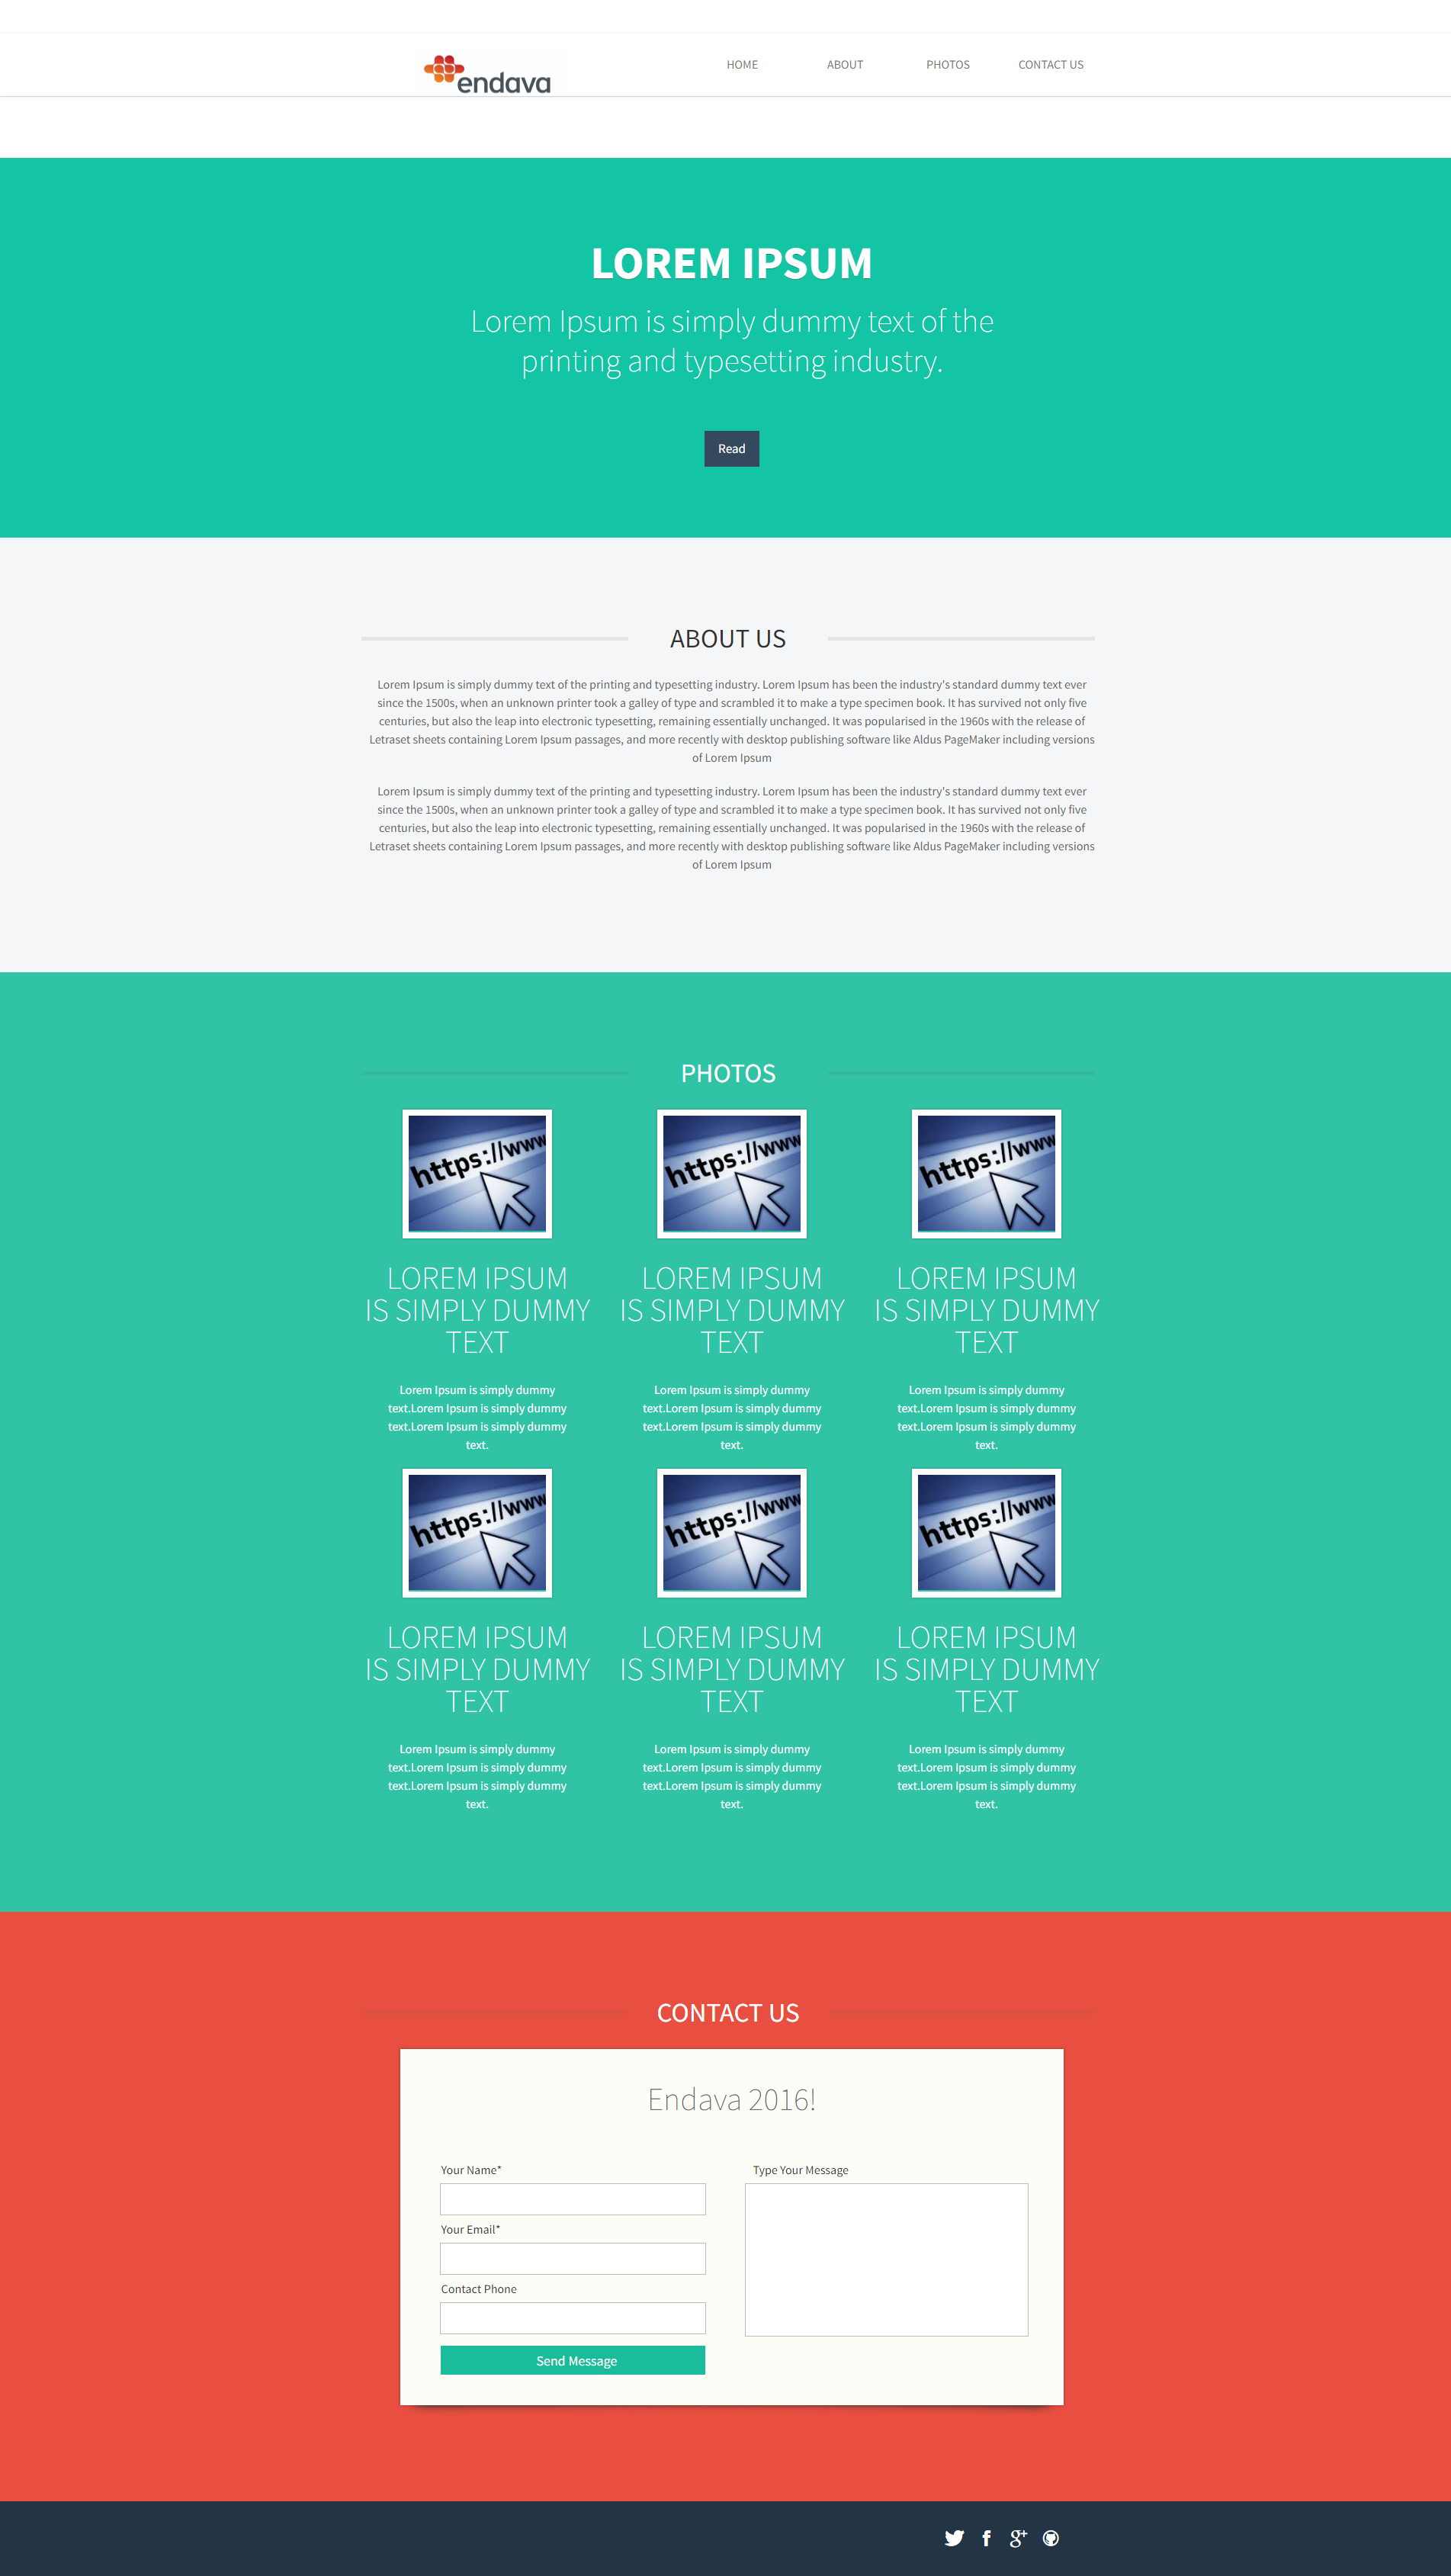 endava
HOME ABOUT PHOTOS CONTACT US
LOREM IPSUM
Lorem Ipsum is simply dummy text of the
printing and typesetting industry.
Read
ABOUT US
Lorem Ipsum is simply dummy text of the printing and typesetting industry. Lorem Ipsum has been the industry's standard dummy text ever
since the 1500s, when an unknown printer took a galley of type and scrambled it to make a type specimen book. It has survived not only five
centuries, but also the leap into electronic typesetting, remaining essentially unchanged. It was popularised in the 1960s with the release of
Letraset sheets containing Lorem Ipsum passages, and more recently with desktop publishing software like Aldus PageMaker including versions
of Lorem Ipsum
Lorem Ipsum is simply dummy text of the printing and typesetting industry. Lorem Ipsum has been the industry's standard dummy text ever
since the 1500s, when an unknown printer took a galley of type and scrambled it to make a type specimen book. It has survived not only five
centuries, but also the leap into electronic typesetting, remaining essentially unchanged. It was popularised in the 1960s with the release of
Letraset sheets containing Lorem Ipsum passages, and more recently with desktop publishing software like Aldus PageMaker including versions
of Lorem Ipsum
PHOTOS
https://www
LOREM IPSUM
IS SIMPLY DUMMY
TEXT
Lorem Ipsum is simply dummy
text.Lorem Ipsum is simply dummy
text.Lorem Ipsum is simply dummy
text.
https://www
LOREM IPSUM
IS SIMPLY DUMMY
TEXT
Lorem Ipsum is simply dummy
text.Lorem Ipsum is simply dummy
text.Lorem Ipsum is simply dummy
text.
https://www
LOREM IPSUM
IS SIMPLY DUMMY
TEXT
Lorem Ipsum is simply dummy
text.Lorem Ipsum is simply dummy
text.Lorem Ipsum is simply dummy
text.
https://www
LOREM IPSUM
IS SIMPLY DUMMY
TEXT
Lorem Ipsum is simply dummy
text.Lorem Ipsum is simply dummy
text.Lorem Ipsum is simply dummy
text.
https://www
LOREM IPSUM
IS SIMPLY DUMMY
TEXT
Lorem Ipsum is simply dummy
text.Lorem Ipsum is simply dummy
text.Lorem Ipsum is simply dummy
text.
https://www
LOREM IPSUM
IS SIMPLY DUMMY
TEXT
Lorem Ipsum is simply dummy
text.Lorem Ipsum is simply dummy
text.Lorem Ipsum is simply dummy
text.
CONTACT US
Endava 2016!
Your Name*
Your Email*
Contact Phone
Send Message
Type Your Message